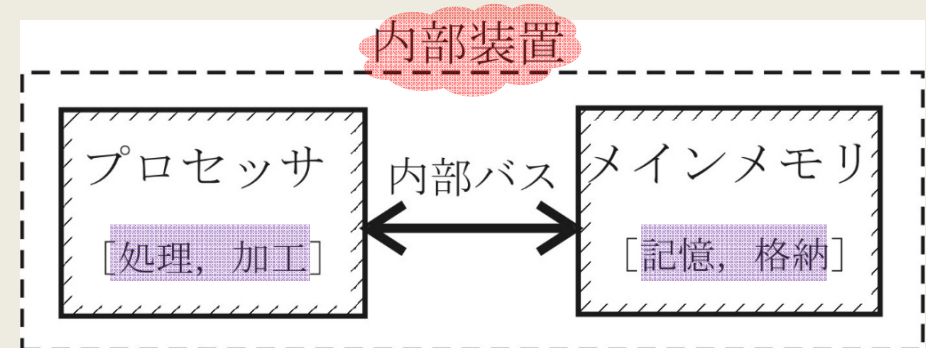 内部装置
プロセッサ
[処理，加工]
内部バス
メインメモリ
[記憶，格納]